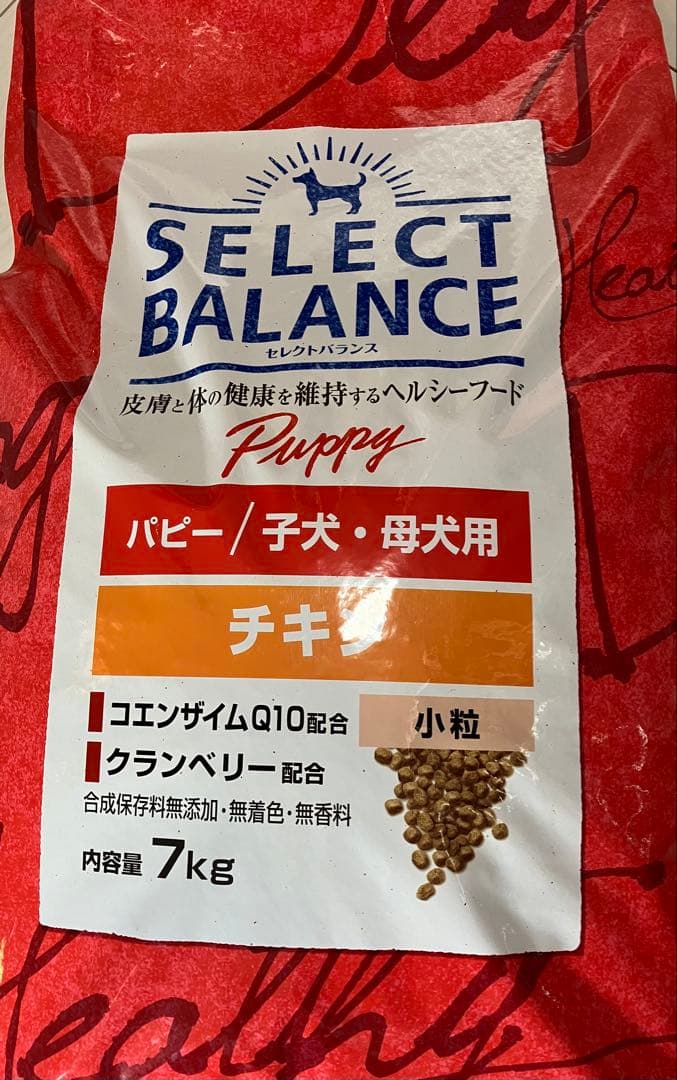 SELECT
BALANCE
セレクトバランス
皮膚と体の健康を維持するヘルシーフード
Puppy
パピー/子犬・母犬用
チキン
コエンザイムQ10配合
小粒
クランベリー配合
合成保存料無添加・無着色・無香料
内容量 7kg
Healthy